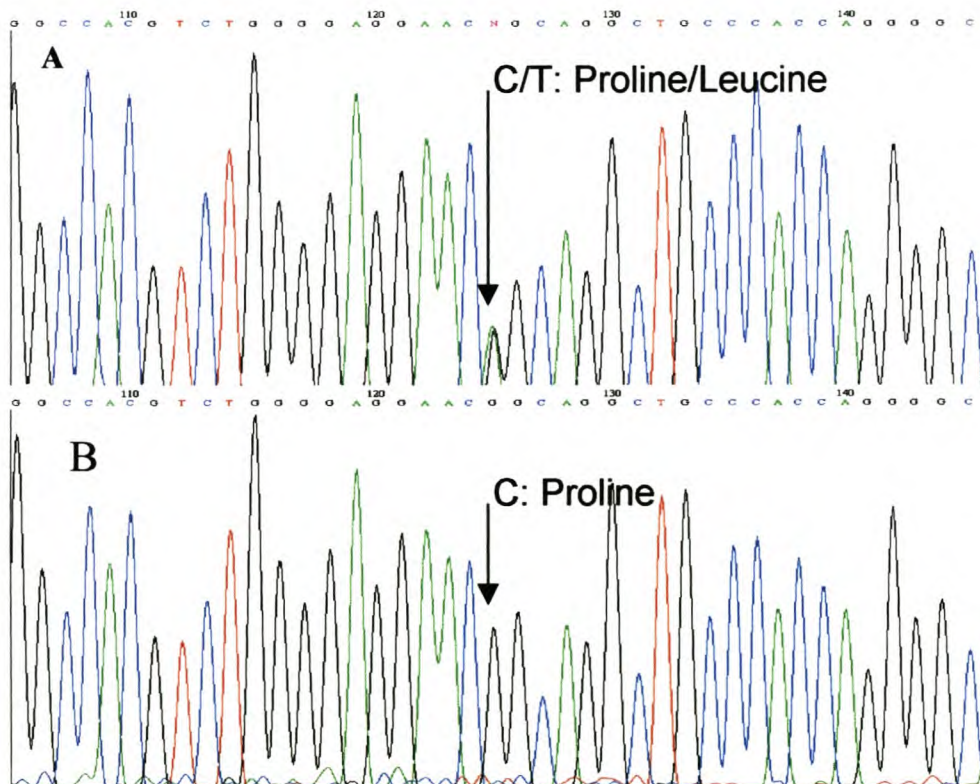 110 120 130 140
G G C C A C G T C T G G G G A G G A A C N G C A G G C T G C C C A C C A G G G G C
A
C/T: Proline/Leucine
110 120 130 140
G G C C A C G T C T G G G G A G G A A C G G C A G G C T G C C C A C C A G G G G C
B
C: Proline